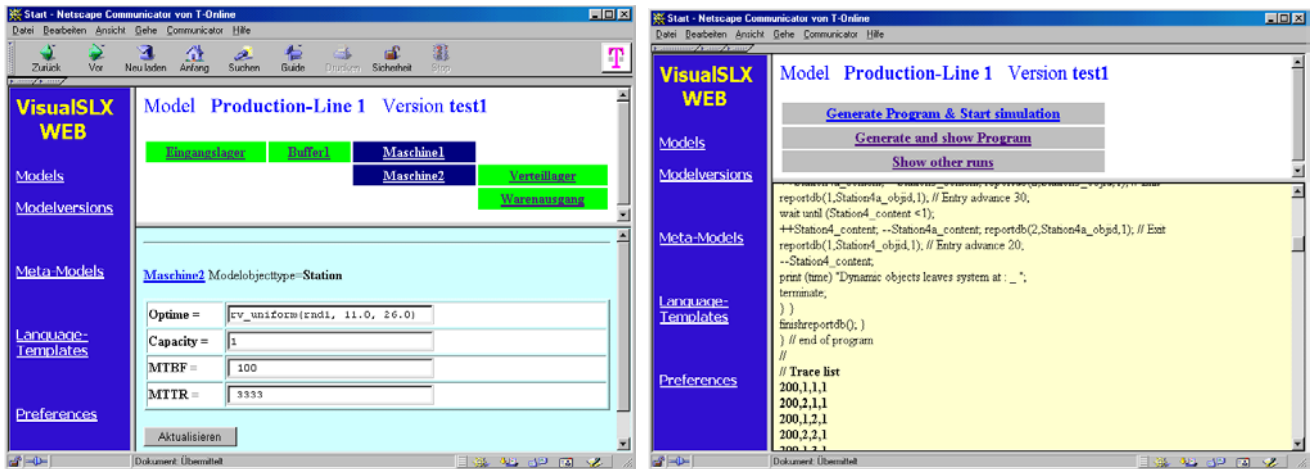 Start - Netscape Communicator von T-Online
Datei Bearbeiten Ansicht Gehe Communicator Hilfe
Zurück Vor Neu laden Anfang Suchen Guide Drucken Sicherheit Stop
T
VisualSLX
WEB
Models
Modelversions
Meta-Models
Language-
Templates
Preferences
Model Production-Line 1 Version test1
Eingangslager Buffer1 Maschine1
Maschine2 Verteillager
Warenausgang
Maschine2 Modelobjecttype=Station
Optime = rv_uniform(rnd1, 11.0, 26.0)
Capacity = 1
MTBF = 100
MTTR = 3333
Aktualisieren
Dokument: Übermittelt
Start - Netscape Communicator von T-Online
Datei Bearbeiten Ansicht Gehe Communicator Hilfe
VisualSLX
WEB
Models
Modelversions
Meta-Models
Language-
Templates
Preferences
Model Production-Line 1 Version test1
Generate Program & Start simulation
Generate and show Program
Show other runs
reportdb(1,Station4a_objid,1); // Entry advance 30;
wait until (Station4_content <1);
++Station4_content; --Station4a_content; reportdb(2,Station4a_objid,1); // Exit
reportdb(1,Station4_objid,1); // Entry advance 20;
--Station4_content;
print (time) "Dynamic objects leaves system at : _ ";
terminate;
} }
finishreportdb(); }
} // end of program
//
// Trace list
200,1,1,1
200,2,1,1
200,1,2,1
200,2,2,1
200,1,3,1
Dokument: Übermittelt